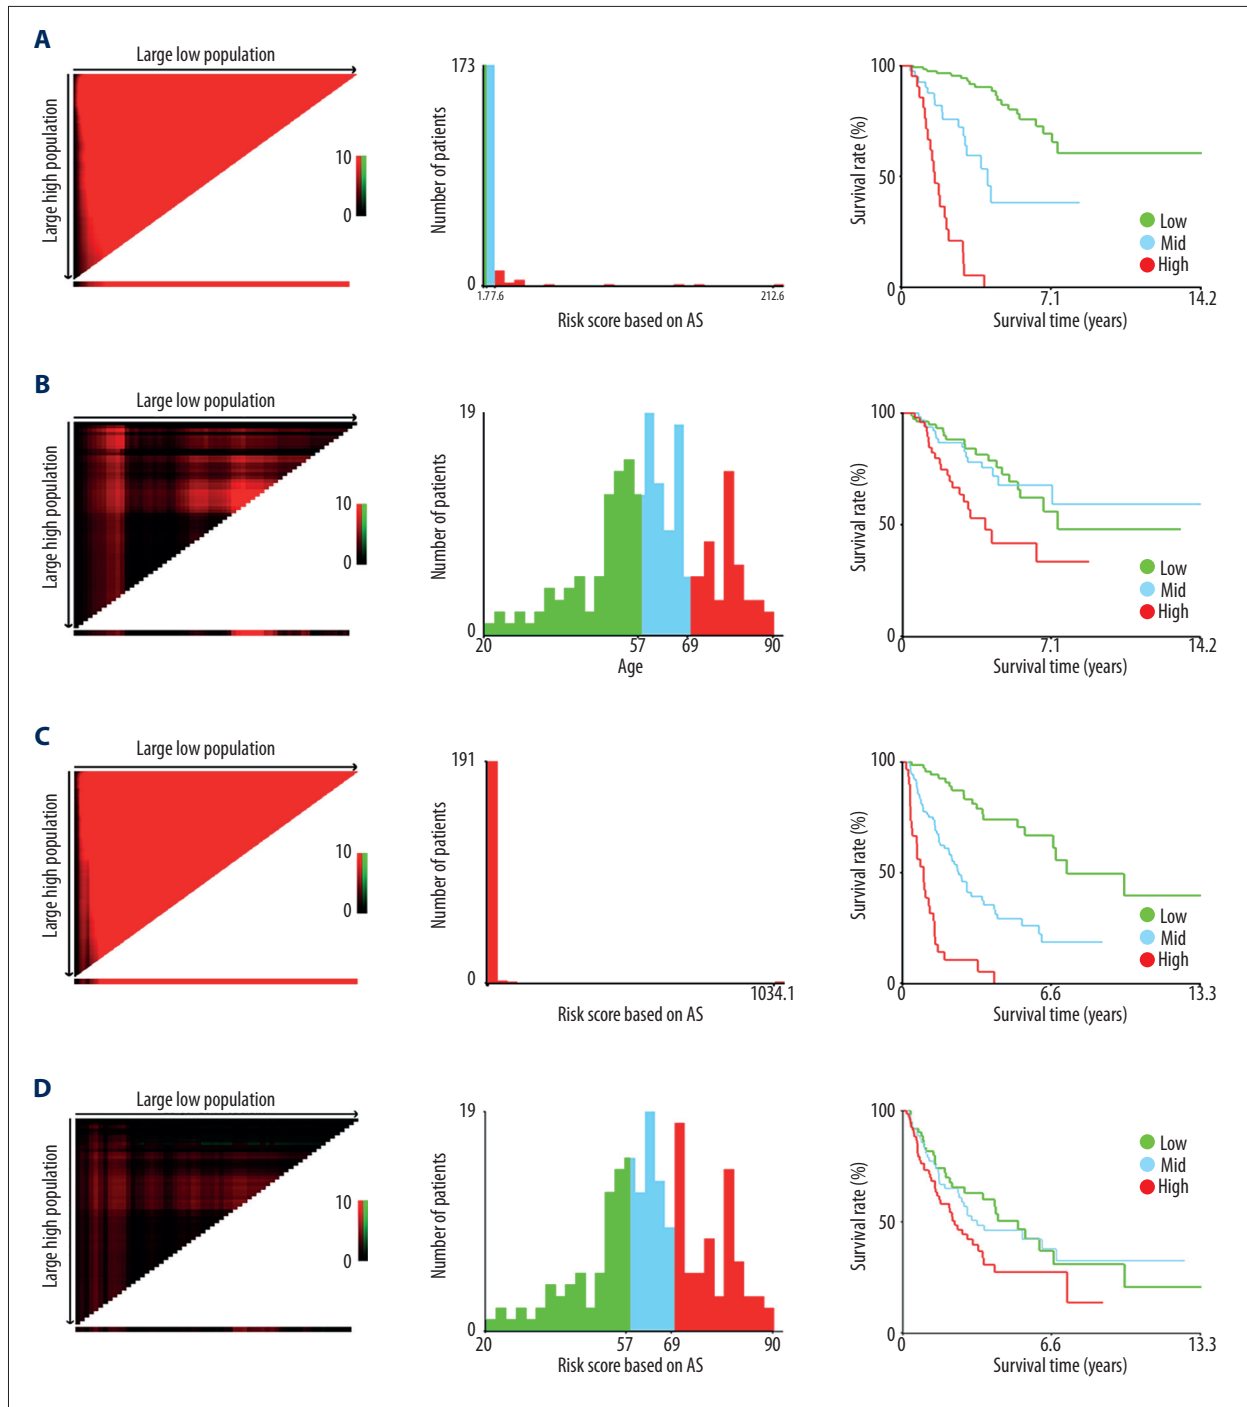 A
Large low population
Large high population
10
0
173
0
Number of patients
1.77.6
212.6
Risk score based on AS
100
50
0
Survival rate (%)
Low
Mid
High
0
7.1
14.2
Survival time (years)
B
Large low population
Large high population
10
0
19
0
Number of patients
20
57
69
90
Age
100
50
0
Survival rate (%)
Low
Mid
High
0
7.1
14.2
Survival time (years)
C
Large low population
Large high population
10
0
191
0
Number of patients
1034.1
Risk score based on AS
100
50
0
Survival rate (%)
Low
Mid
High
0
6.6
13.3
Survival time (years)
D
Large low population
Large high population
10
0
19
0
Number of patients
20
57
69
90
Risk score based on AS
100
50
0
Survival rate (%)
Low
Mid
High
0
6.6
13.3
Survival time (years)